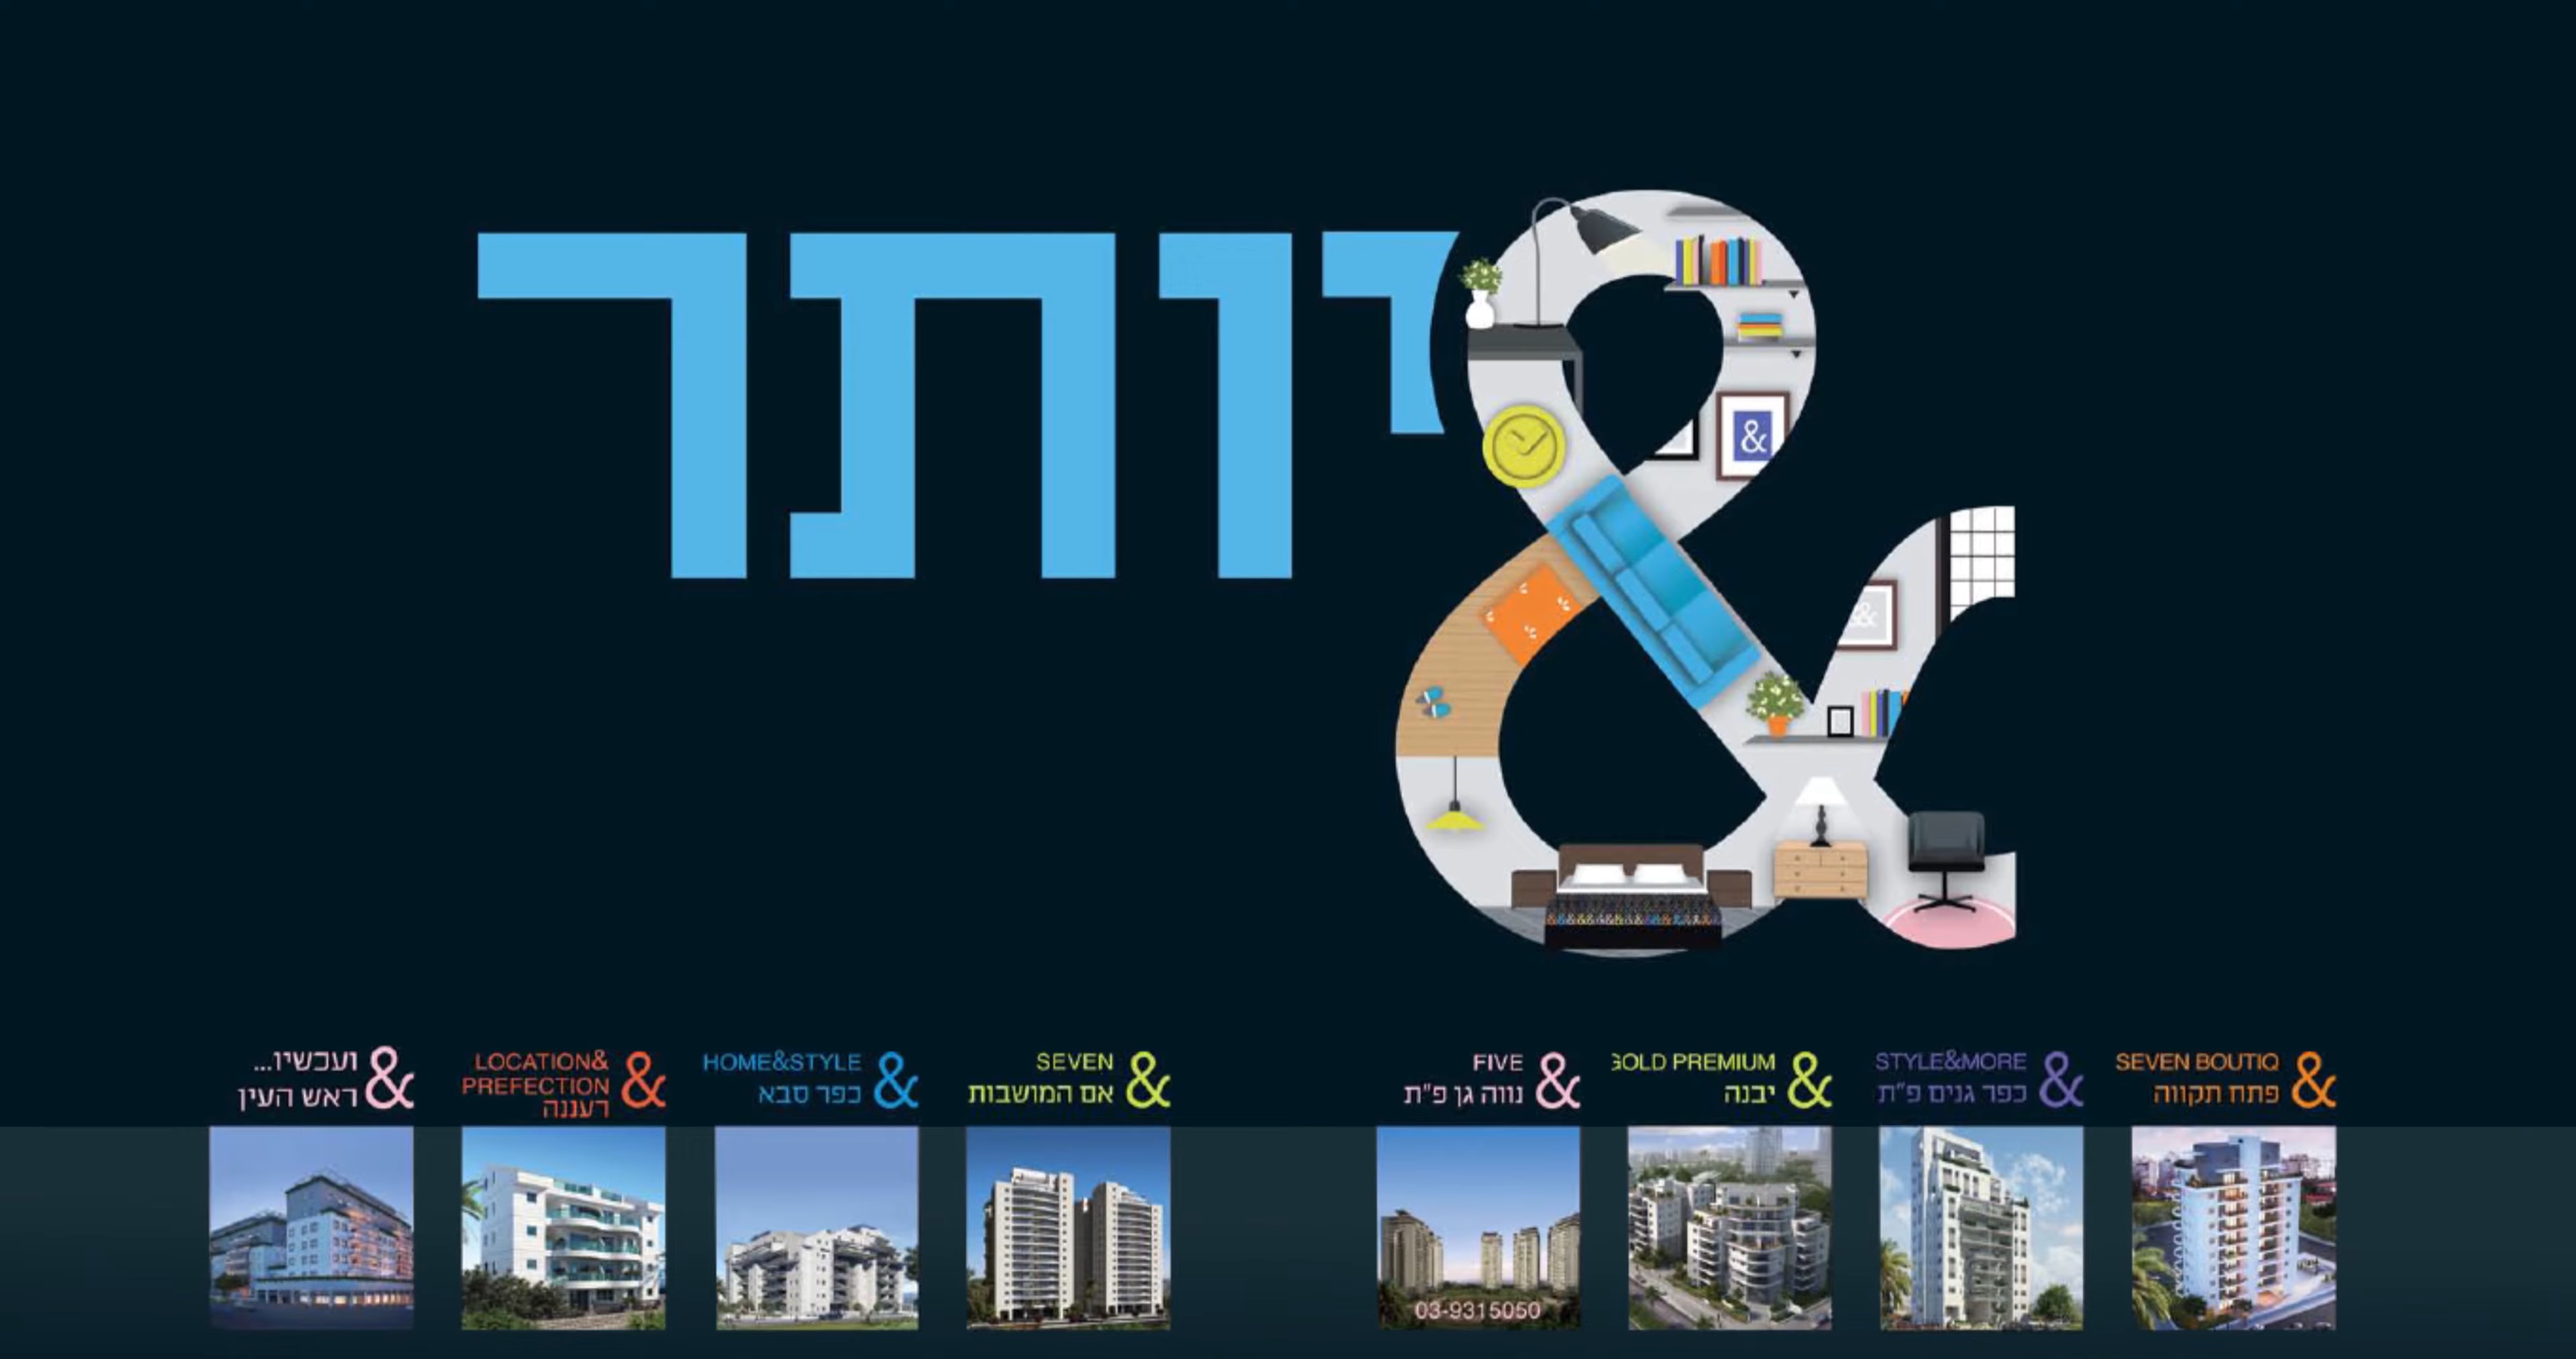 &יותר
& SEVEN BOUTIQ
פתח תקווה
& STYLE&MORE
כפר גנים פ"ת
& GOLD PREMIUM
יבנה
& FIVE
נווה גן פ"ת
& SEVEN
אם המושבות
& HOME&STYLE
כפר סבא
& LOCATION&
PREFECTION
רעננה
& ועכשיו...
ראש העין
03-9315050